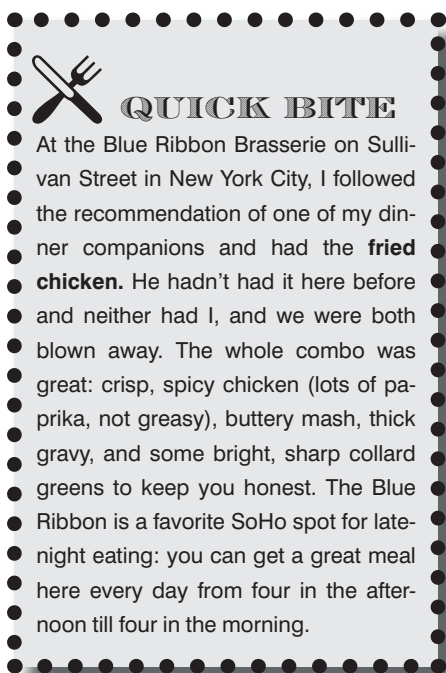 QUICK BITE
At the Blue Ribbon Brasserie on Sulli-
van Street in New York City, I followed
the recommendation of one of my din-
ner companions and had the fried
chicken. He hadn’t had it here before
and neither had I, and we were both
blown away. The whole combo was
great: crisp, spicy chicken (lots of pa-
prika, not greasy), buttery mash, thick
gravy, and some bright, sharp collard
greens to keep you honest. The Blue
Ribbon is a favorite SoHo spot for late-
night eating: you can get a great meal
here every day from four in the after-
noon till four in the morning.